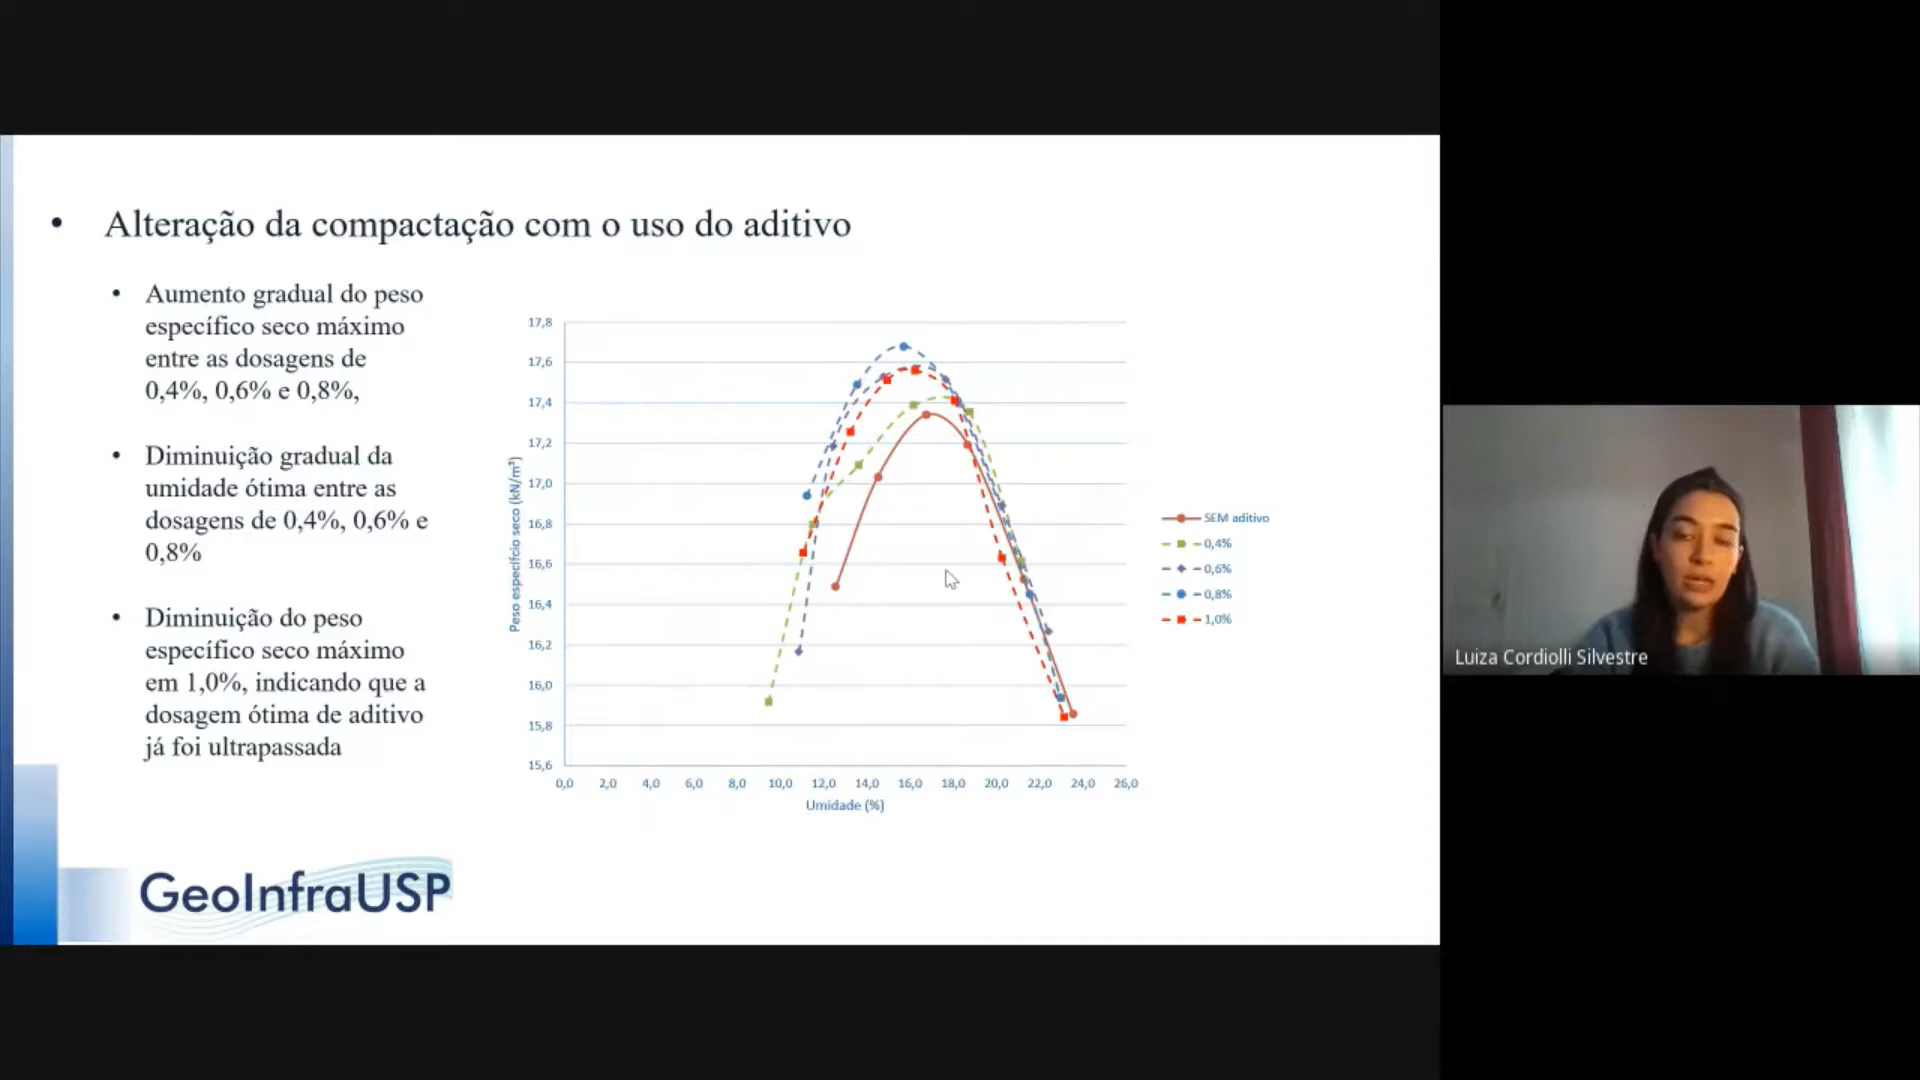 • Alteração da compactação com o uso do aditivo
• Aumento gradual do peso
específico seco máximo
entre as dosagens de
0,4%, 0,6% e 0,8%,
• Diminuição gradual da
umidade ótima entre as
dosagens de 0,4%, 0,6% e
0,8%
• Diminuição do peso
específico seco máximo
em 1,0%, indicando que a
dosagem ótima de aditivo
já foi ultrapassada
Peso específcio seco (kN/m³)
17,8
17,6
17,4
17,2
17,0
16,8
16,6
16,4
16,2
16,0
15,8
15,6
0,0 2,0 4,0 6,0 8,0 10,0 12,0 14,0 16,0 18,0 20,0 22,0 24,0 26,0
Umidade (%)
SEM aditivo
0,4%
0,6%
0,8%
1,0%
GeoInfraUSP
Luiza Cordiolli Silvestre